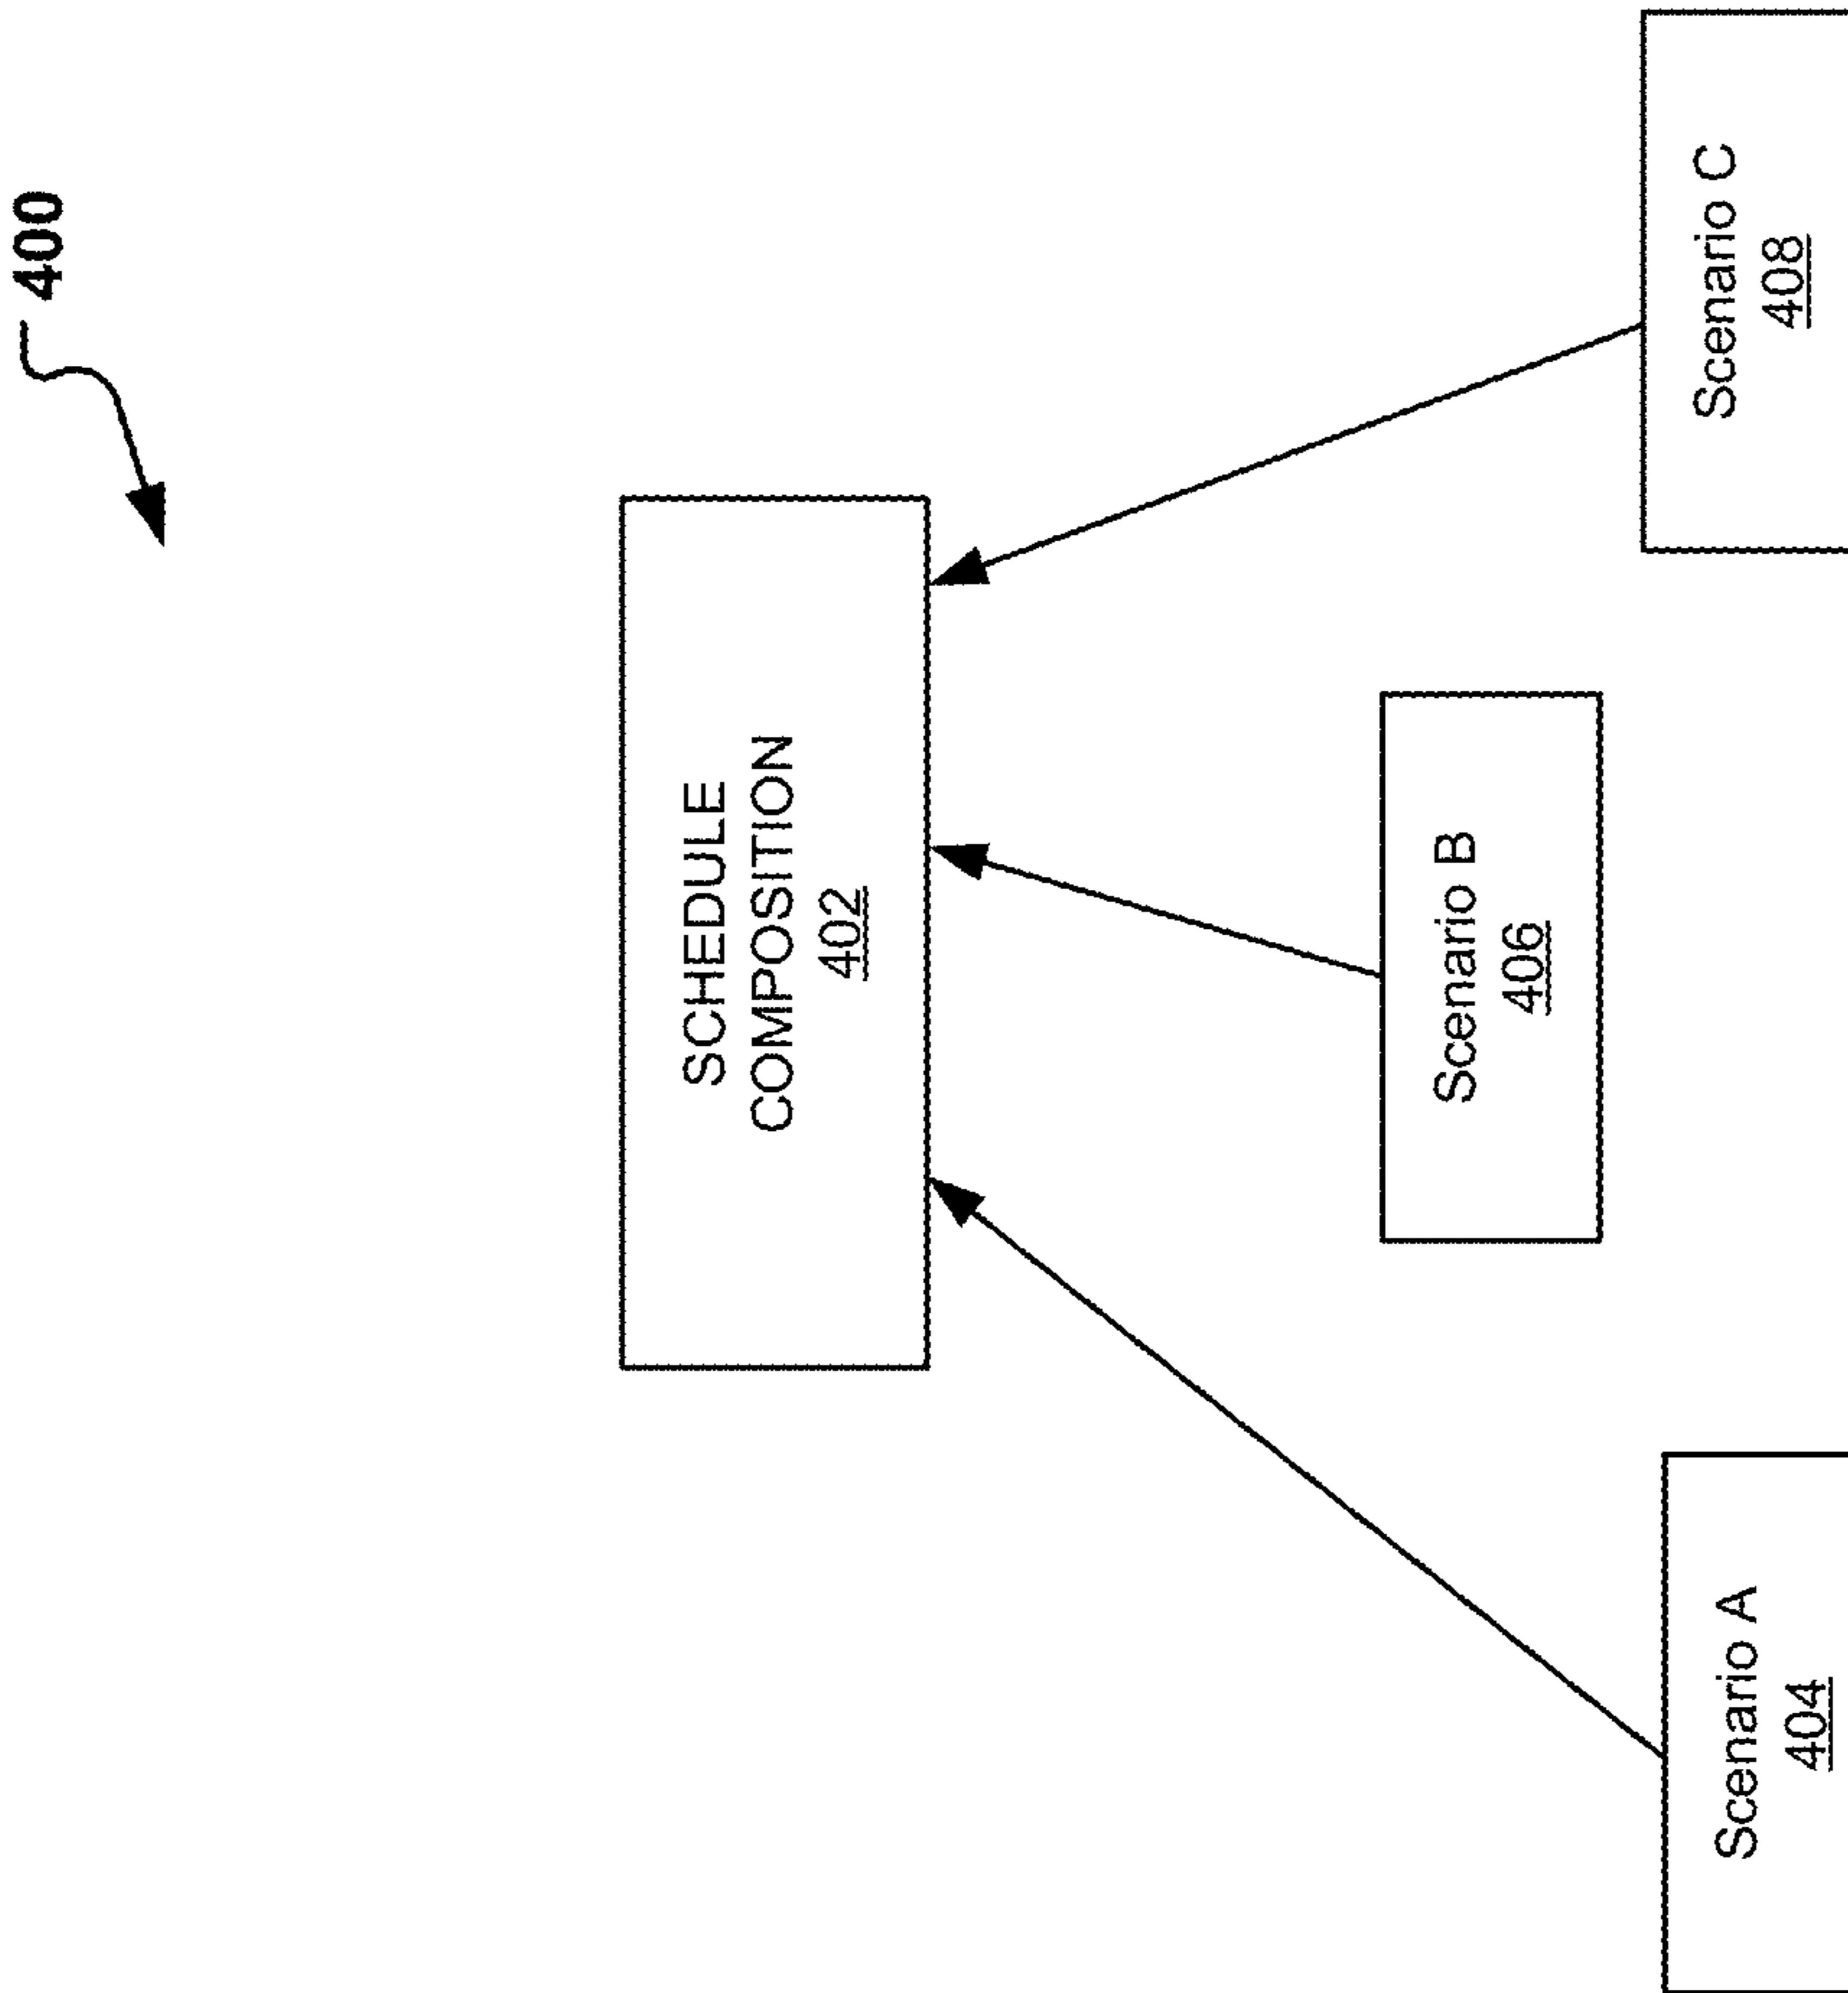 400
SCHEDULE
COMPOSITION
402
Scenario A
404
Scenario B
406
Scenario C
408